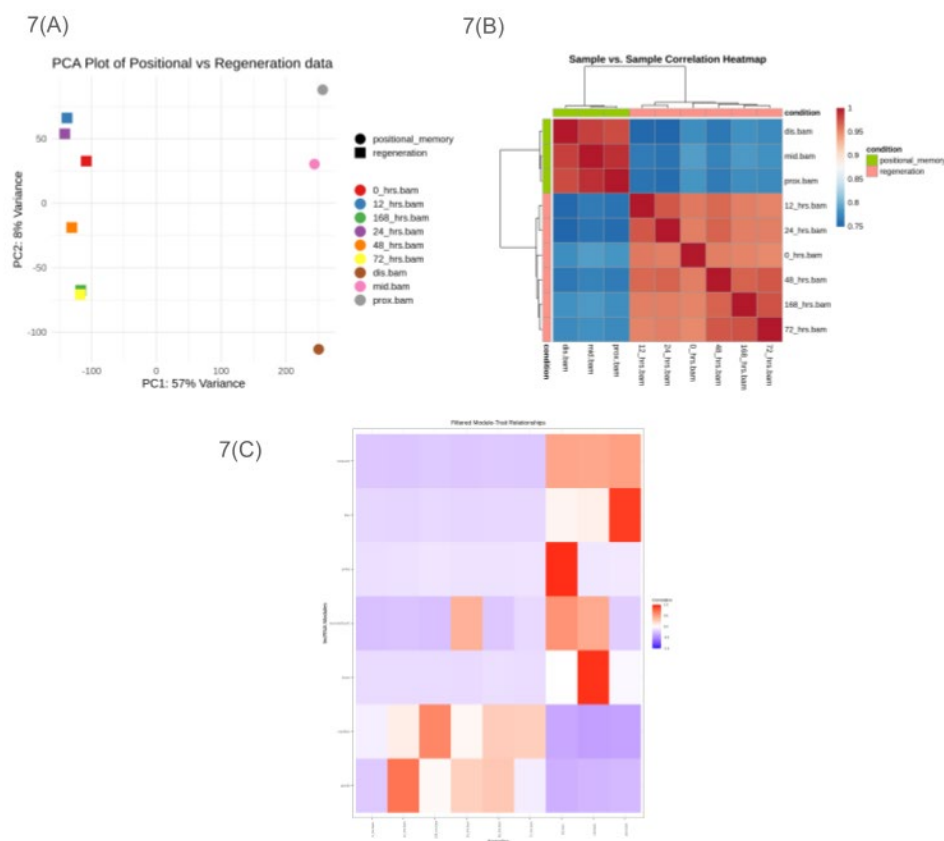 7(A)
PCA Plot of Positional vs Regeneration data
50
0
-50
-100
PC2: 8% Variance
-100
0
100
200
PC1: 57% Variance
positional_memory
regeneration
0_hrs.bam
12_hrs.bam
168_hrs.bam
24_hrs.bam
48_hrs.bam
72_hrs.bam
dis.bam
mid.bam
prox.bam
7(B)
Sample vs. Sample Correlation Heatmap
condition
dis.bam
mid.bam
prox.bam
12_hrs.bam
24_hrs.bam
0_hrs.bam
48_hrs.bam
168_hrs.bam
72_hrs.bam
condition
dis.bam
mid.bam
prox.bam
12_hrs.bam
24_hrs.bam
0_hrs.bam
48_hrs.bam
168_hrs.bam
72_hrs.bam
1
0.95
0.9
0.85
0.8
0.75
condition
positional_memory
regeneration
7(C)
Filtered Module-Trait Relationships